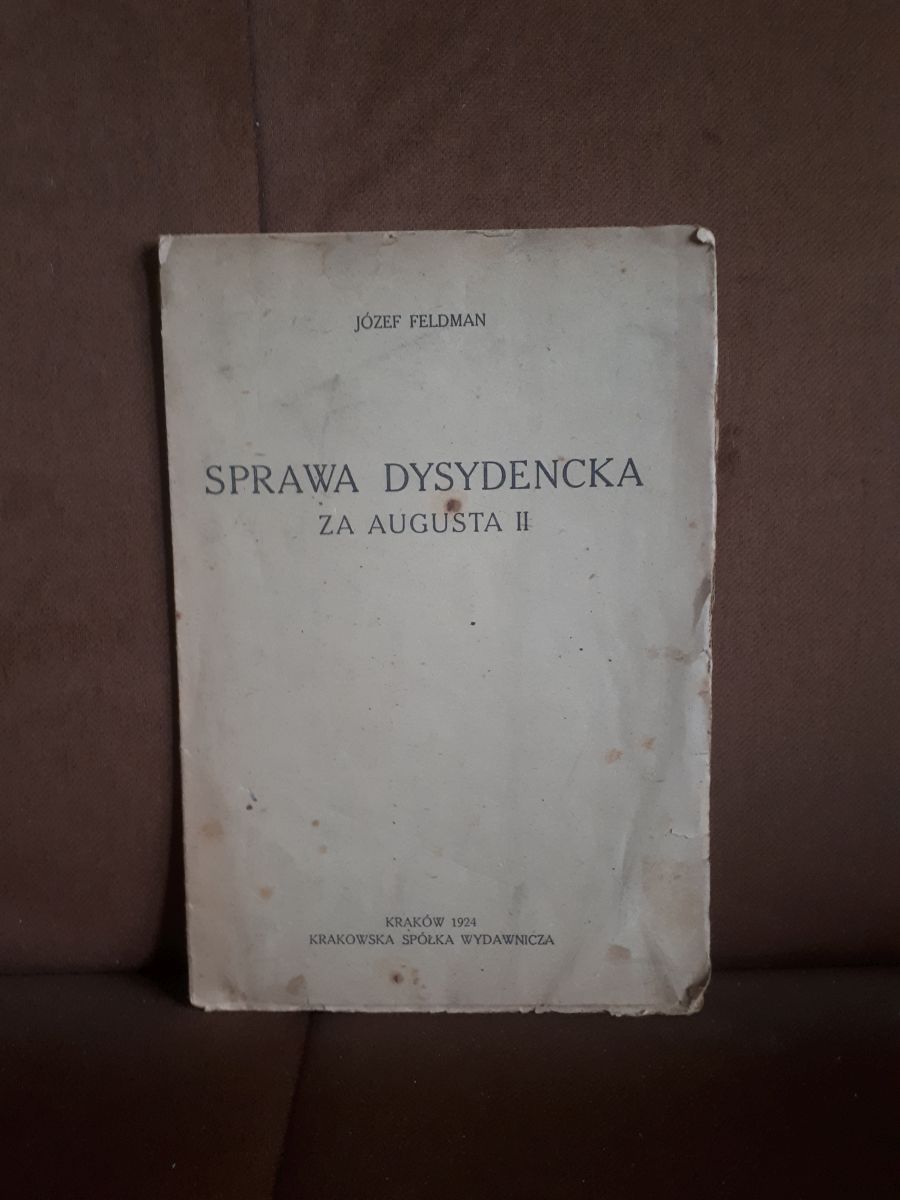 JÓZEF FELDMAN
SPRAWA DYSYDENCKA
ZA AUGUSTA II
KRAKÓW 1924
KRAKOWSKA SPÓŁKA WYDAWNICZA